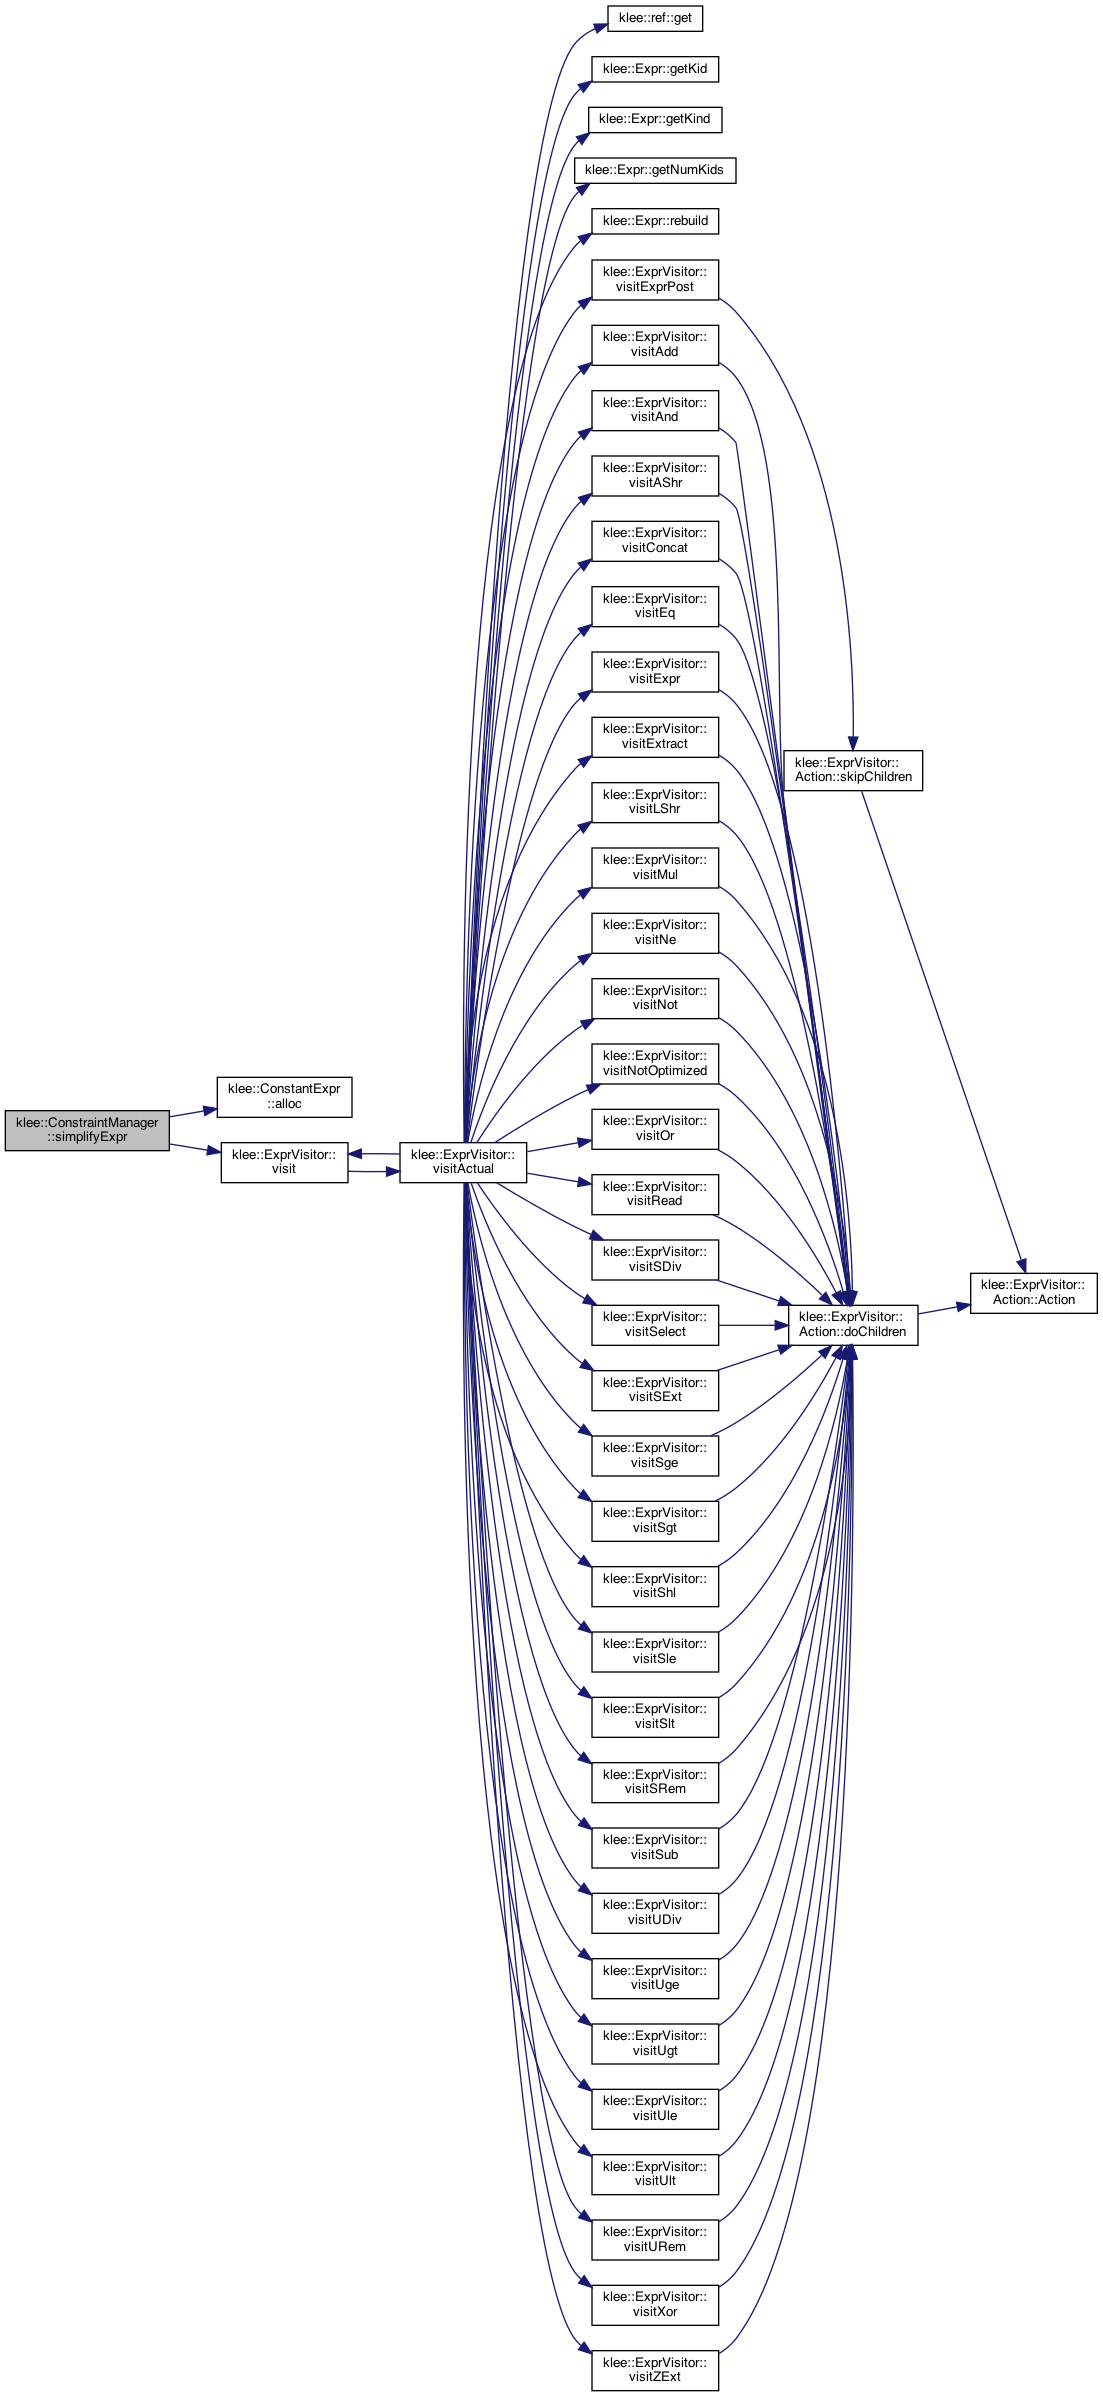 klee::ref::get
klee::Expr::getKid
klee::Expr::getKind
klee::Expr::getNumKids
klee::Expr::rebuild
klee::ExprVisitor::
visitExprPost
klee::ExprVisitor::
visitAdd
klee::ExprVisitor::
visitAnd
klee::ExprVisitor::
visitAShr
klee::ExprVisitor::
visitConcat
klee::ExprVisitor::
visitEq
klee::ExprVisitor::
visitExpr
klee::ExprVisitor::
visitExtract
klee::ExprVisitor::
Action::skipChildren
klee::ExprVisitor::
visitLShr
klee::ExprVisitor::
visitMul
klee::ExprVisitor::
visitNe
klee::ExprVisitor::
visitNot
klee::ExprVisitor::
visitNotOptimized
klee::ConstantExpr
::alloc
klee::ConstraintManager
::simplifyExpr
klee::ExprVisitor::
visitOr
klee::ExprVisitor::
visit
klee::ExprVisitor::
visitActual
klee::ExprVisitor::
visitRead
klee::ExprVisitor::
visitSDiv
klee::ExprVisitor::
Action::Action
klee::ExprVisitor::
visitSelect
klee::ExprVisitor::
Action::doChildren
klee::ExprVisitor::
visitSExt
klee::ExprVisitor::
visitSge
klee::ExprVisitor::
visitSgt
klee::ExprVisitor::
visitShl
klee::ExprVisitor::
visitSle
klee::ExprVisitor::
visitSlt
klee::ExprVisitor::
visitSRem
klee::ExprVisitor::
visitSub
klee::ExprVisitor::
visitUDiv
klee::ExprVisitor::
visitUge
klee::ExprVisitor::
visitUgt
klee::ExprVisitor::
visitUle
klee::ExprVisitor::
visitUlt
klee::ExprVisitor::
visitURem
klee::ExprVisitor::
visitXor
klee::ExprVisitor::
visitZExt